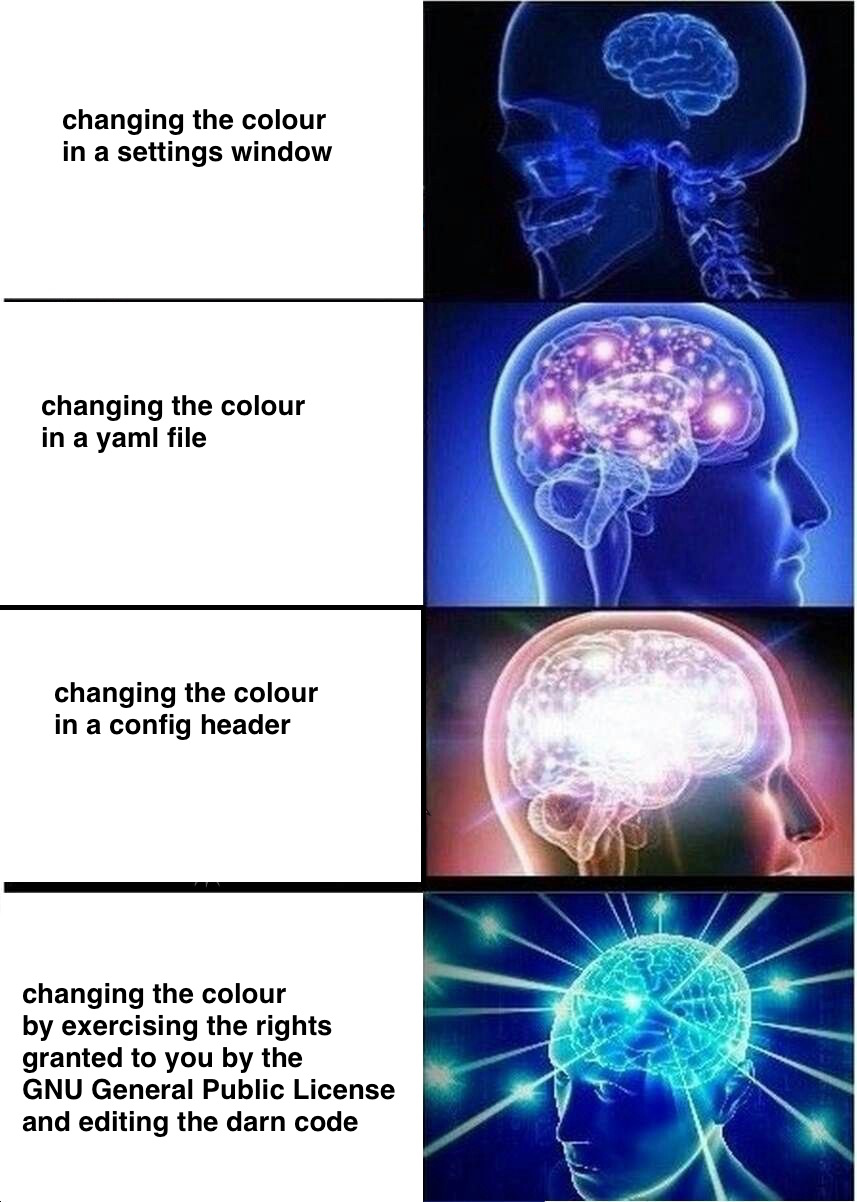 changing the colour
in a settings window
changing the colour
in a yaml file
changing the colour
in a config header
changing the colour
by exercising the rights
granted to you by the
GNU General Public License
and editing the darn code